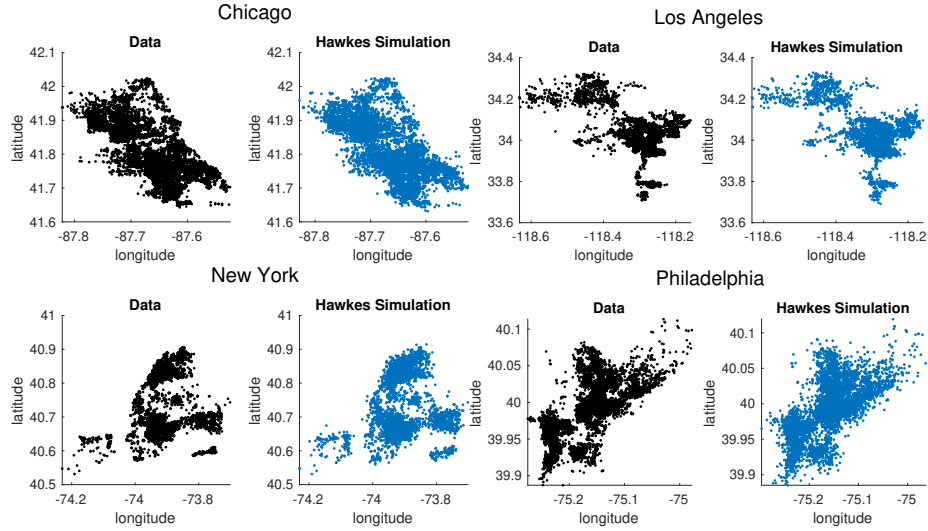 Chicago
Los Angeles
Data
Hawkes Simulation
Data
Hawkes Simulation
42.1
42
41.9
41.8
41.7
41.6
latitude
-87.8 -87.7 -87.6
longitude
42.1
42
41.9
41.8
41.7
41.6
latitude
-87.8 -87.7 -87.6
longitude
34.4
34.2
34
33.8
33.6
latitude
-118.6 -118.4 -118.2
longitude
34.4
34.2
34
33.8
33.6
latitude
-118.6 -118.4 -118.2
longitude
New York
Philadelphia
Data
Hawkes Simulation
Data
Hawkes Simulation
41
40.9
40.8
40.7
40.6
40.5
latitude
-74.2 -74 -73.8
longitude
41
40.9
40.8
40.7
40.6
40.5
latitude
-74.2 -74 -73.8
longitude
40.1
40.05
40
39.95
39.9
latitude
-75.2 -75.1 -75
longitude
40.1
40.05
40
39.95
39.9
latitude
-75.2 -75.1 -75
longitude